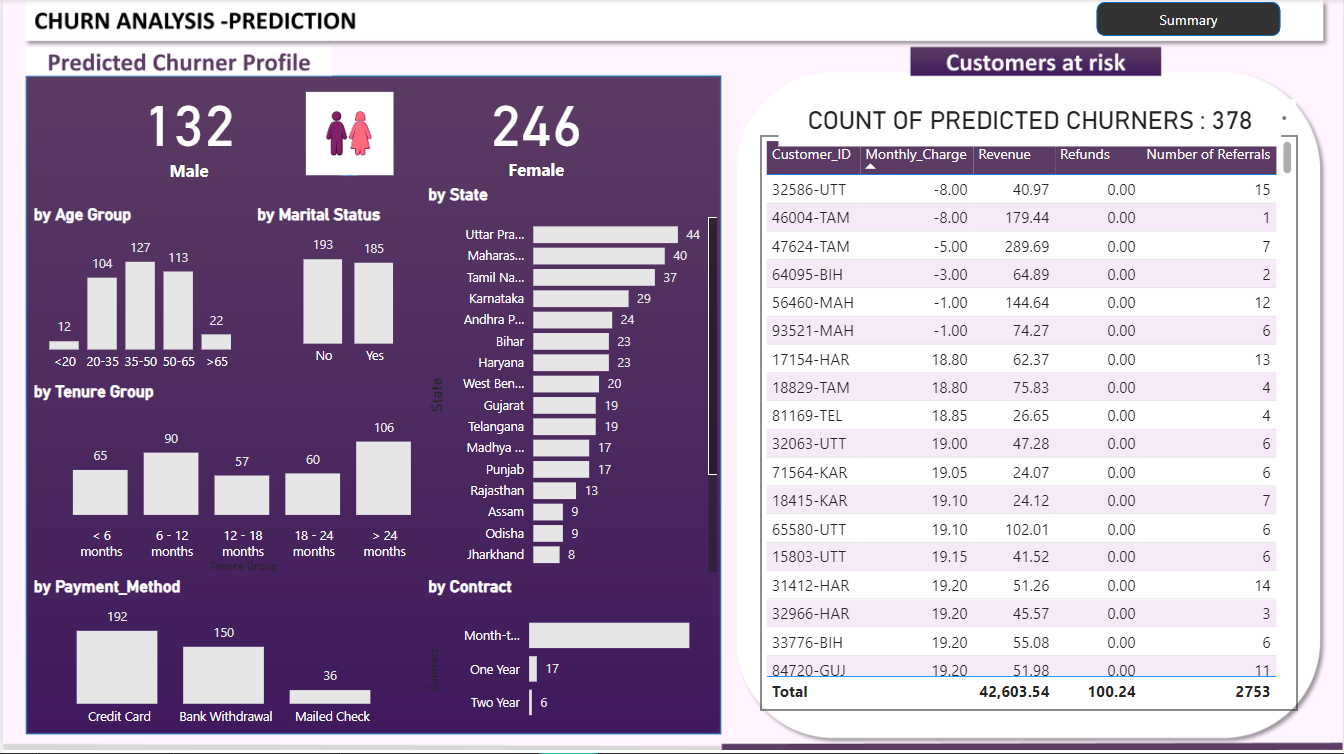 CHURN ANALYSIS -PREDICTION
Summary
Predicted Churner Profile
132
Male
246
Female
by Age Group
12
104
127
113
22
<20 20-35 35-50 50-65 >65
by Marital Status
193
185
No
Yes
by State
State
Uttar Pra... 44
Maharas... 40
Tamil Na... 37
Karnataka 29
Andhra P... 24
Bihar 23
Haryana 23
West Ben... 20
Gujarat 19
Telangana 19
Madhya ... 17
Punjab 17
Rajasthan 13
Assam 9
Odisha 9
Jharkhand 8
by Tenure Group
65
90
57
60
106
< 6 months
6 - 12 months
12 - 18 months
18 - 24 months
> 24 months
Tenure Group
by Payment_Method
192
150
36
Credit Card
Bank Withdrawal
Mailed Check
by Contract
Contract
Month-t...
One Year 17
Two Year 6
Customers at risk
COUNT OF PREDICTED CHURNERS : 378
Customer_ID Monthly_Charge Revenue Refunds Number of Referrals
32586-UTT -8.00 40.97 0.00 15
46004-TAM -8.00 179.44 0.00 1
47624-TAM -5.00 289.69 0.00 7
64095-BIH -3.00 64.89 0.00 2
56460-MAH -1.00 144.64 0.00 12
93521-MAH -1.00 74.27 0.00 6
17154-HAR 18.80 62.37 0.00 13
18829-TAM 18.80 75.83 0.00 4
81169-TEL 18.85 26.65 0.00 4
32063-UTT 19.00 47.28 0.00 6
71564-KAR 19.05 24.07 0.00 6
18415-KAR 19.10 24.12 0.00 7
65580-UTT 19.10 102.01 0.00 6
15803-UTT 19.15 41.52 0.00 6
31412-HAR 19.20 51.26 0.00 14
32966-HAR 19.20 45.57 0.00 3
33776-BIH 19.20 55.08 0.00 6
84720-GUJ 19.20 51.98 0.00 11
Total 42,603.54 100.24 2753